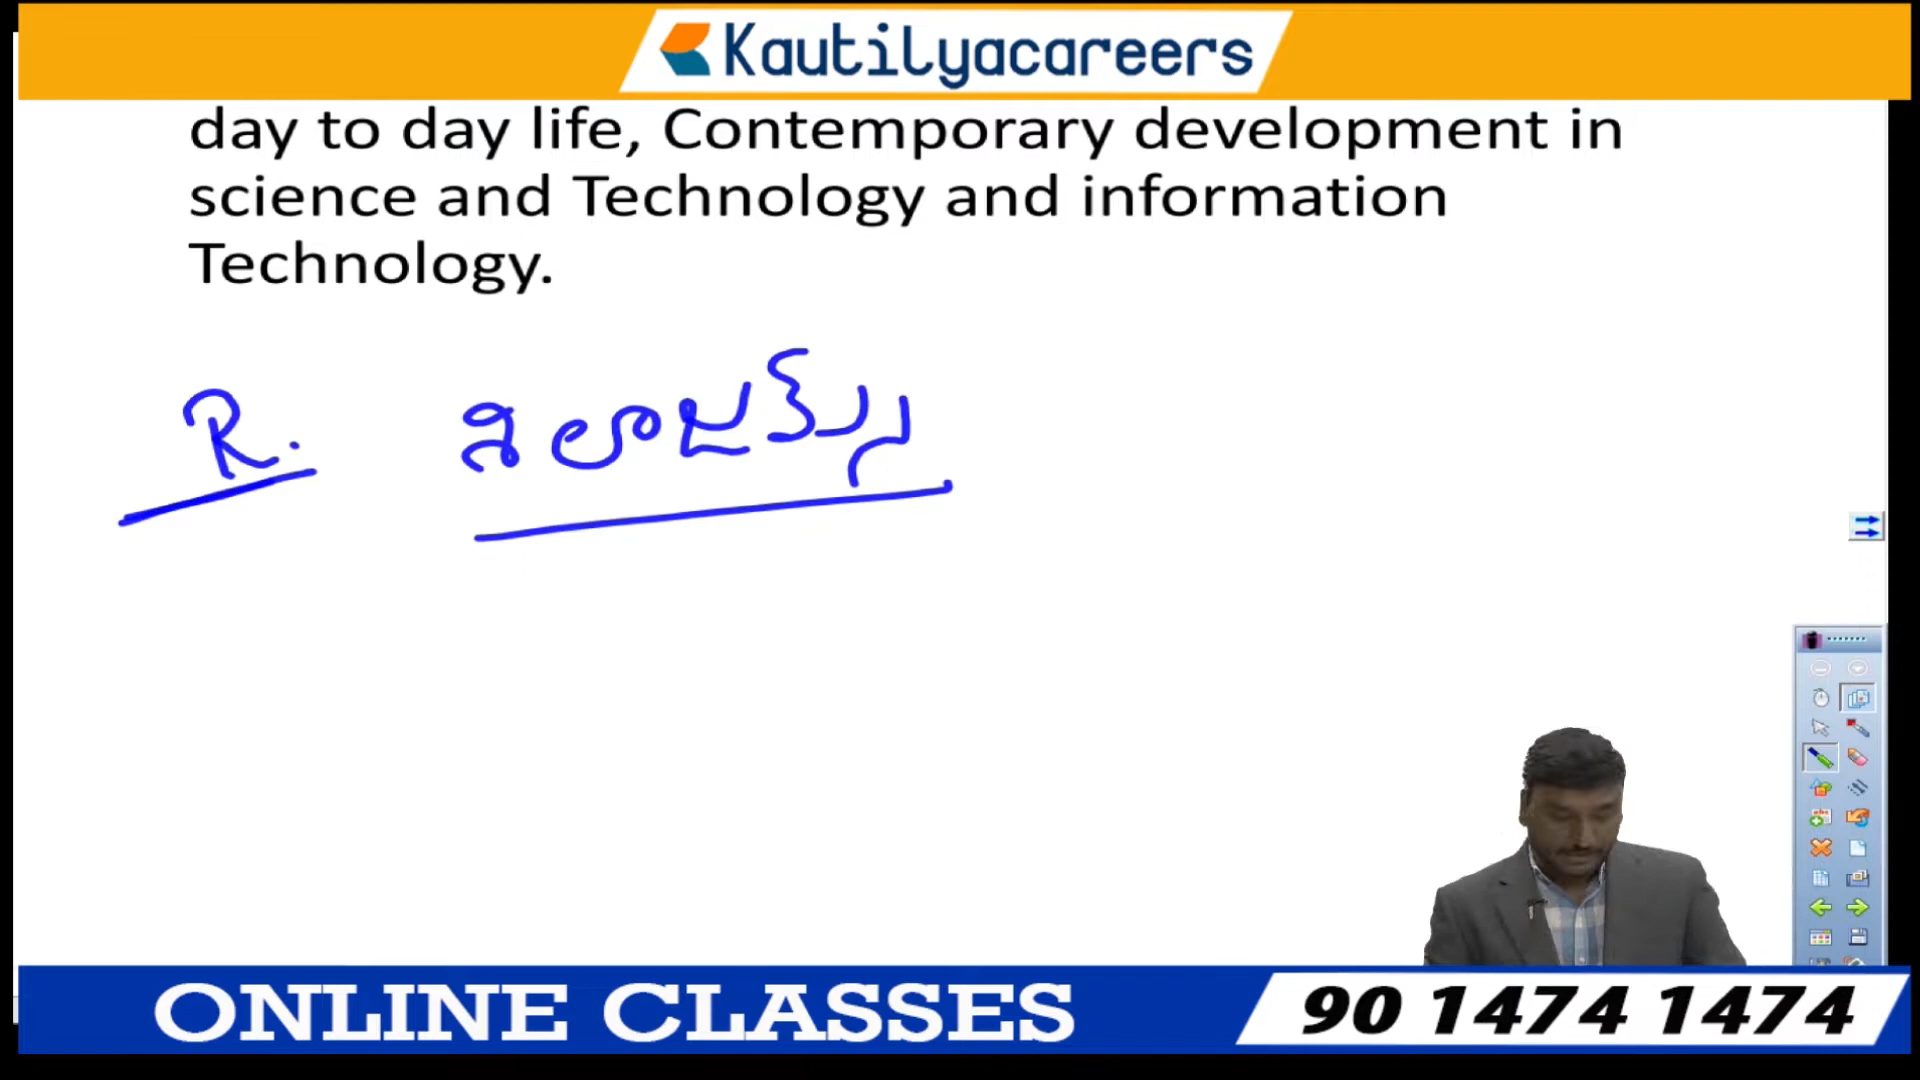 Kautilyacareers
day to day life, Contemporary development in
science and Technology and information
Technology.
R.
ONLINE CLASSES
90 1474 1474